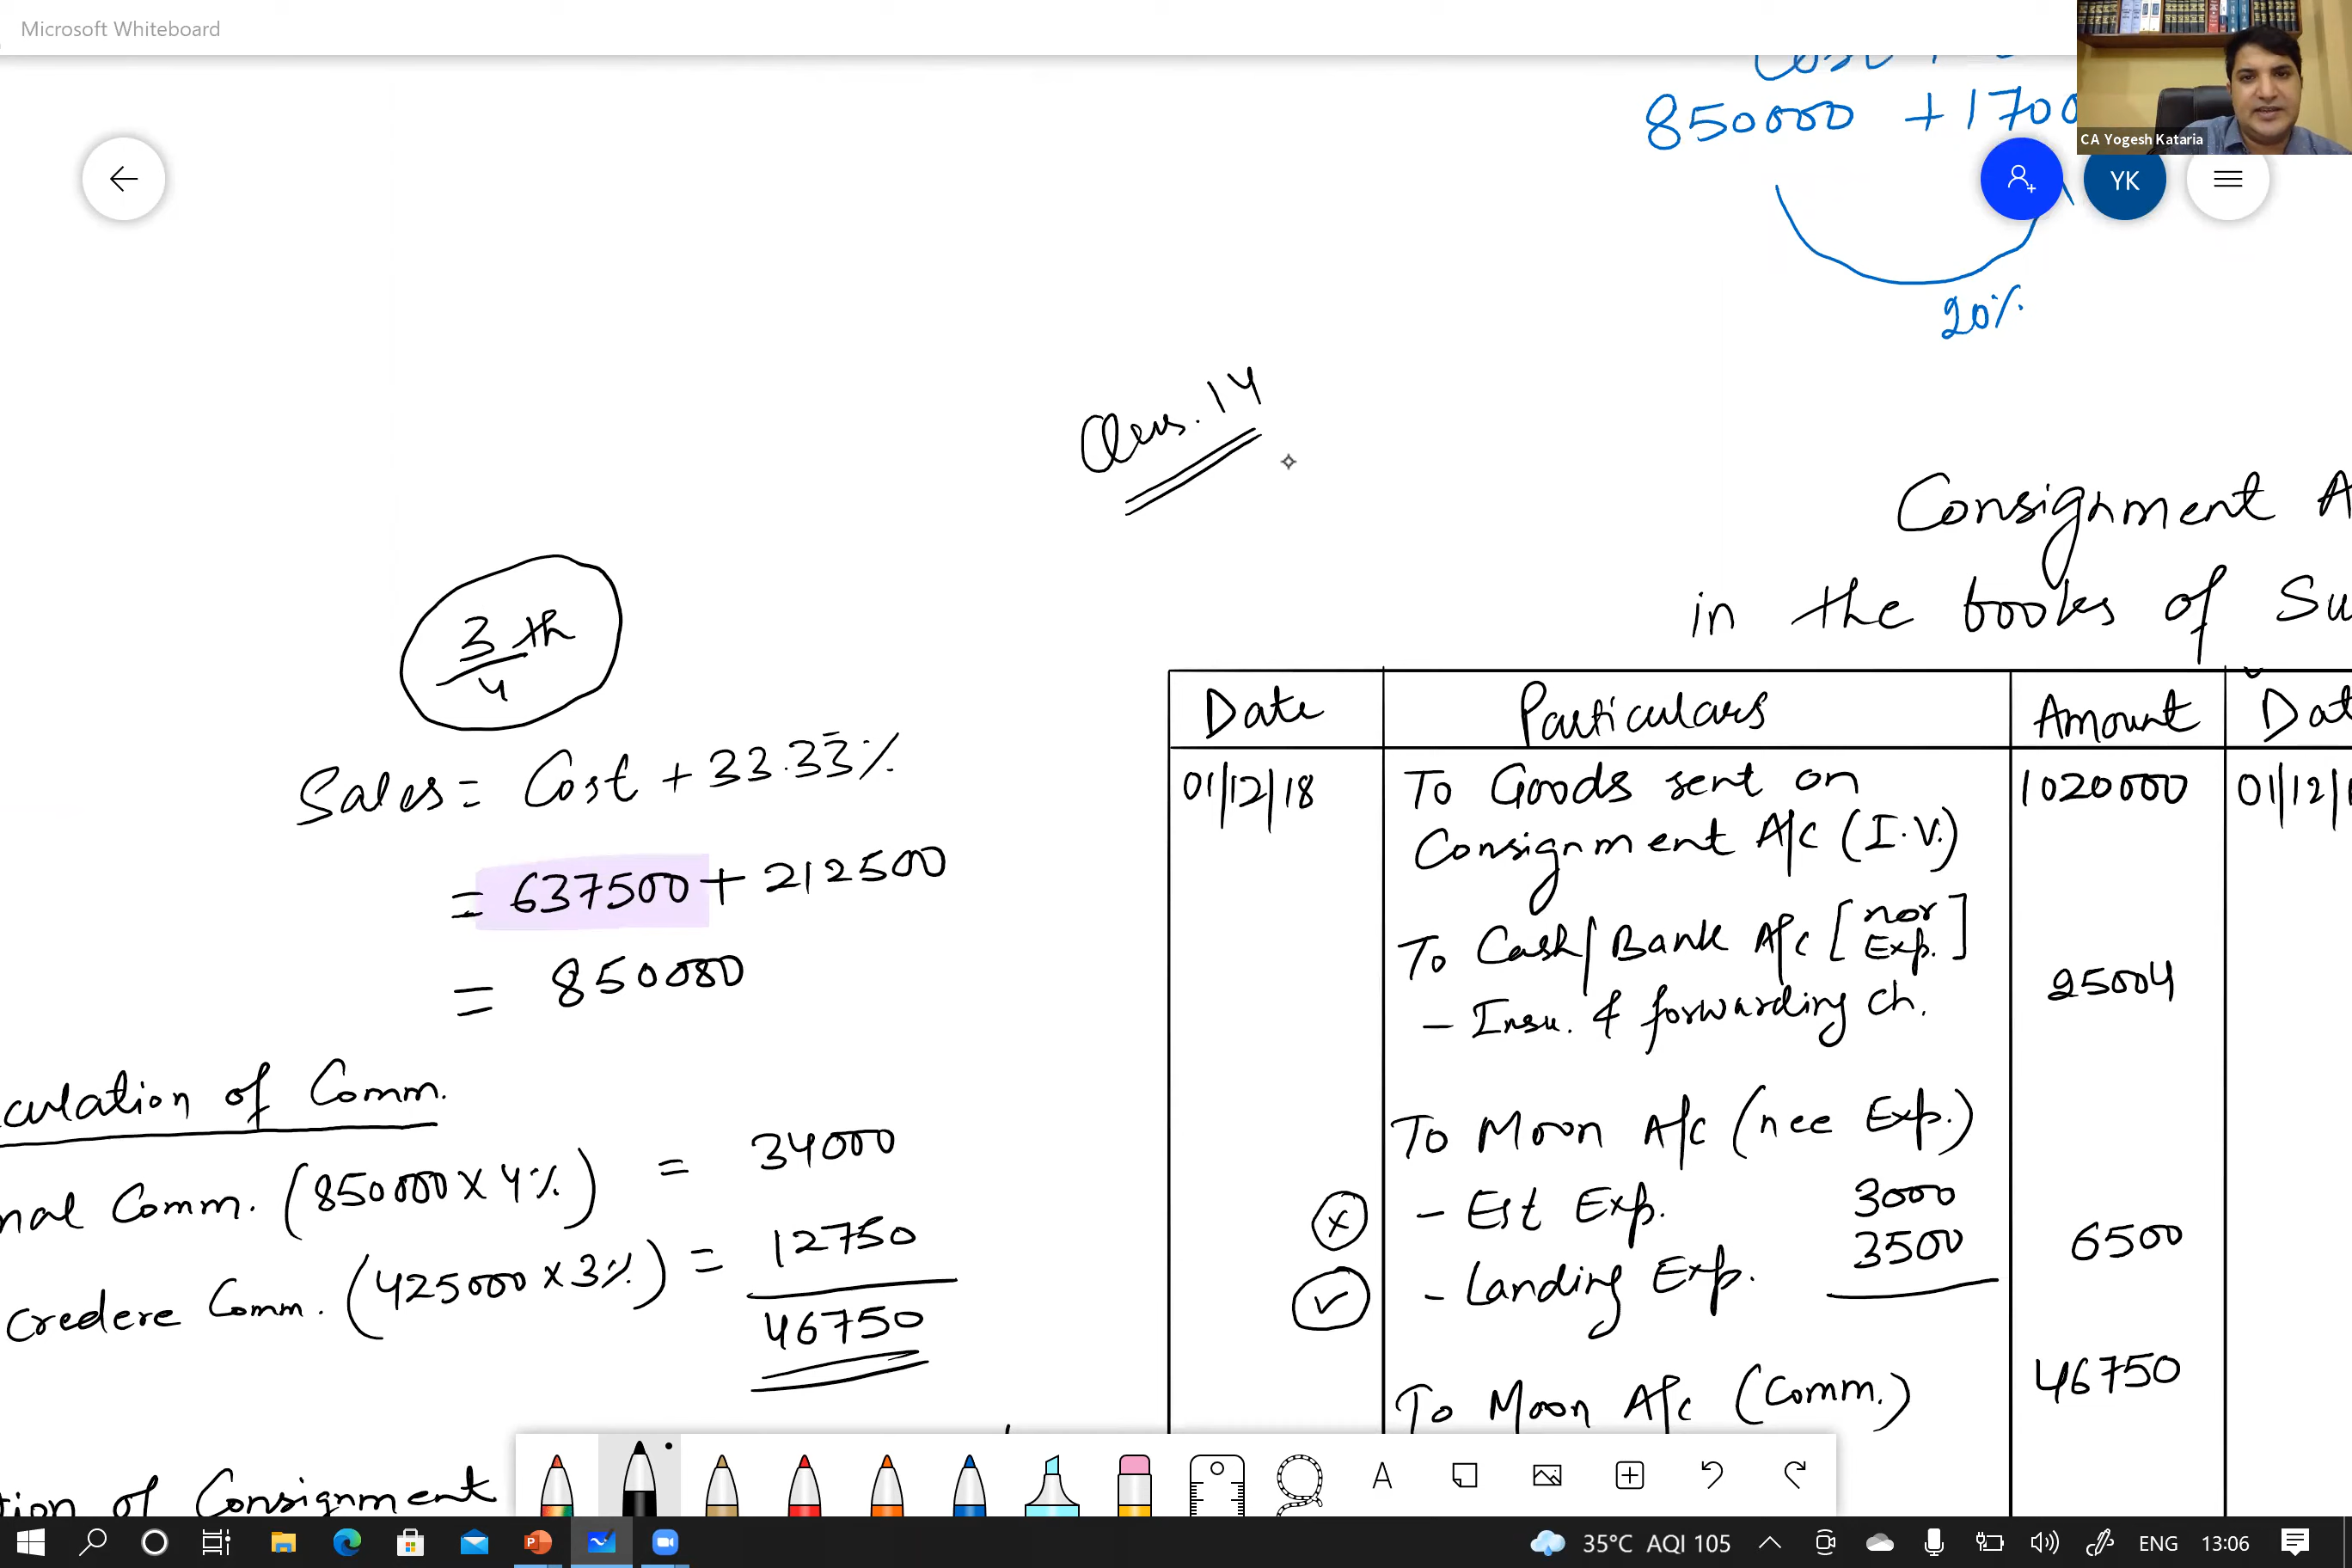 Microsoft Whiteboard
850000 + 1700
CA Yogesh Kataria
YK
20%
Ques. 14
Consignment A
in the books of Su
3/4 th
Sales = Cost + 33.33%
= 637500 + 212500
= 850000
culation of Comm.
nal Comm. (850000 x 4%) = 34000
credere Comm. (425000 x 3%) = 12750
46750
tion of Consignment
Date Particulars Amount Dat
01/12/18 To Goods sent on 1020000 01/12/1
Consignment A/c (I.V.)
To Cash/Bank A/c [nor Exp.]
- Insu. & forwarding ch. 25004
To Moon A/c (nee Exp.)
- Est Exp. 3000
- Landing Exp. 3500 6500
To Moon A/c (Comm.) 46750
35°C AQI 105 ENG 13:06